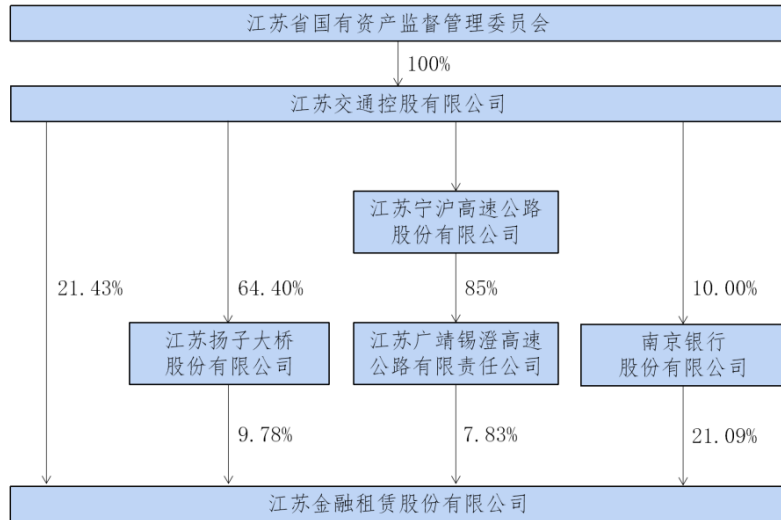 江苏省国有资产监督管理委员会
100%
江苏交通控股有限公司
江苏宁沪高速公路
股份有限公司
21.43%
64.40%
85%
10.00%
江苏扬子大桥
股份有限公司
江苏广靖锡澄高速
公路有限责任公司
南京银行
股份有限公司
9.78%
7.83%
21.09%
江苏金融租赁股份有限公司